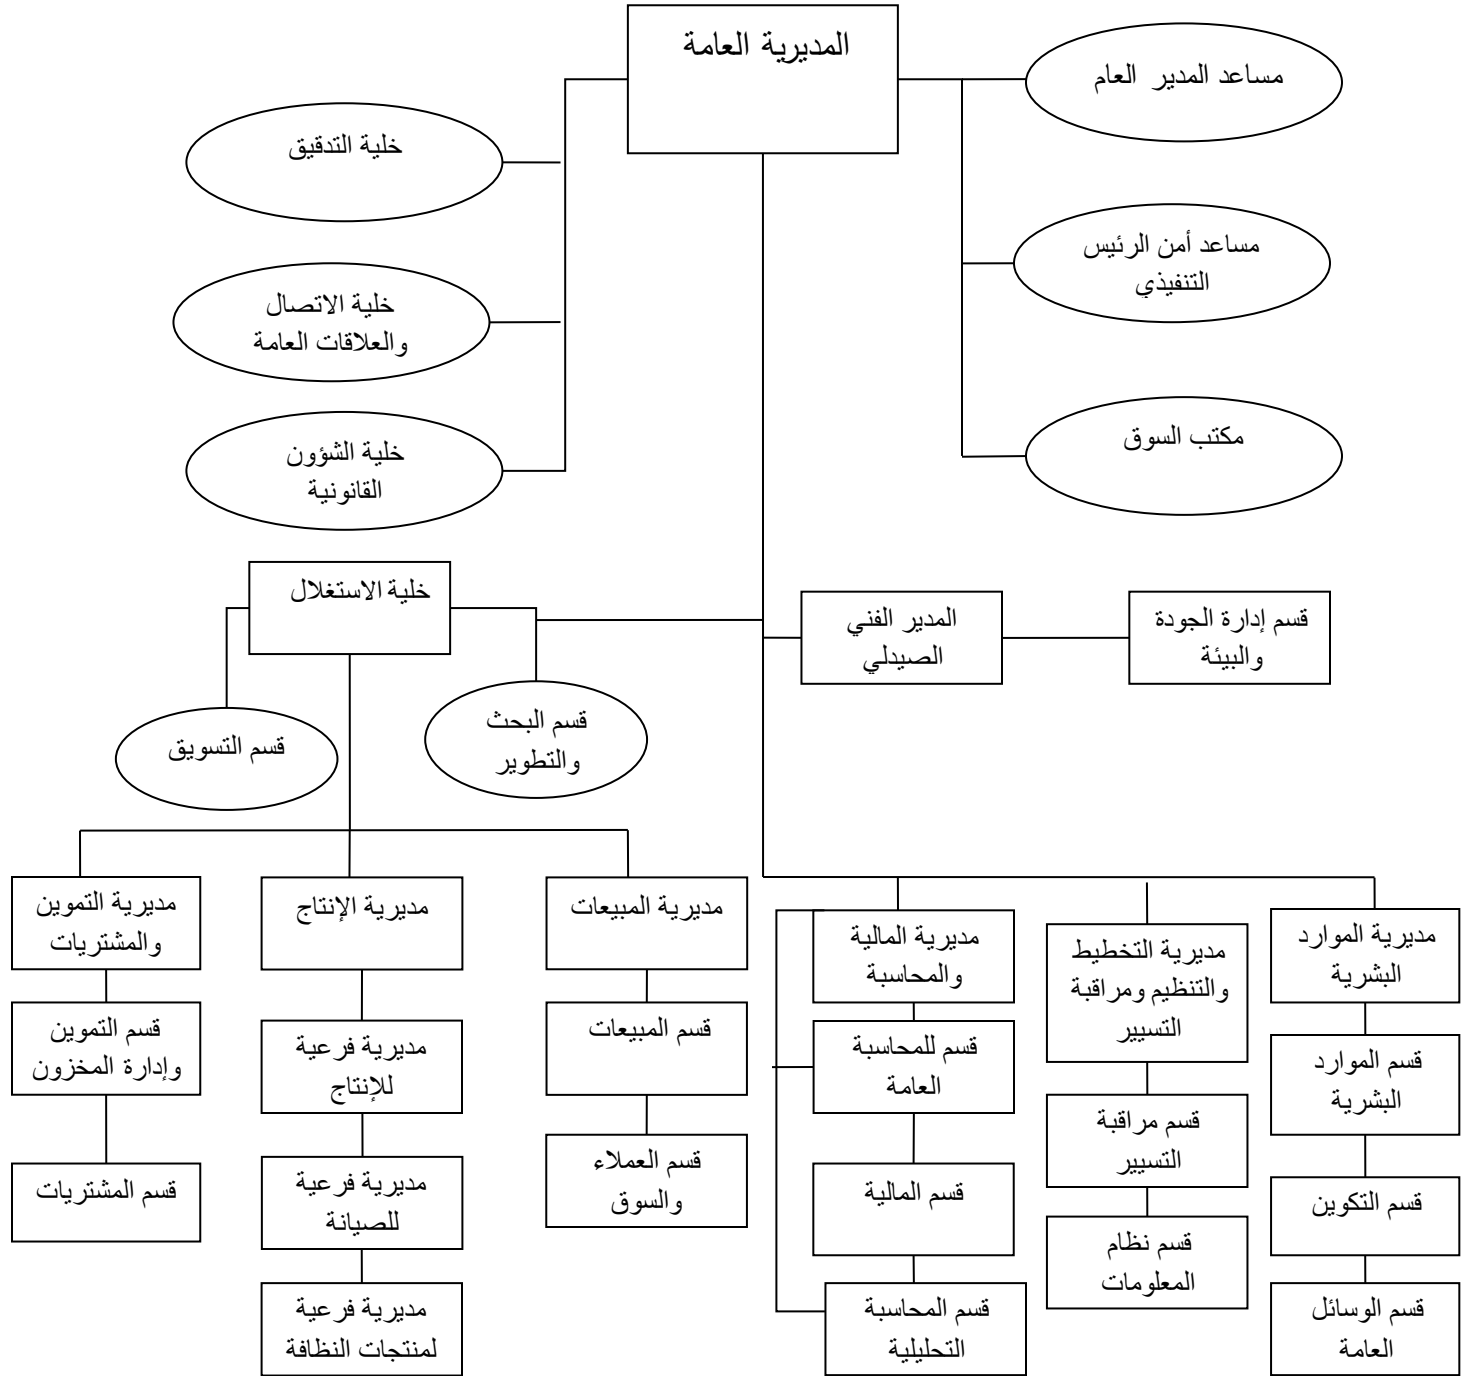 المديرية العامة
مساعد المدير العام
خلية التدقيق
مساعد أمن الرئيس
التنفيذي
خلية الاتصال
والعلاقات العامة
مكتب السوق
خلية الشؤون
القانونية
قسم إدارة الجودة
والبيئة
المدير الفني
الصيدلي
خلية الاستغلال
قسم البحث
والتطوير
قسم التسويق
مديرية الموارد
البشرية
مديرية التخطيط
والتنظيم ومراقبة
التسيير
مديرية المالية
والمحاسبة
مديرية المبيعات
مديرية الإنتاج
مديرية التموين
والمشتريات
قسم الموارد
البشرية
قسم مراقبة
التسيير
قسم للمحاسبة
العامة
قسم المبيعات
مديرية فرعية
للإنتاج
قسم التموين
وإدارة المخزون
قسم التكوين
قسم نظام
المعلومات
قسم المالية
قسم العملاء
والسوق
مديرية فرعية
للصيانة
قسم المشتريات
قسم الوسائل
العامة
قسم المحاسبة
التحليلية
مديرية فرعية
لمنتجات النظافة